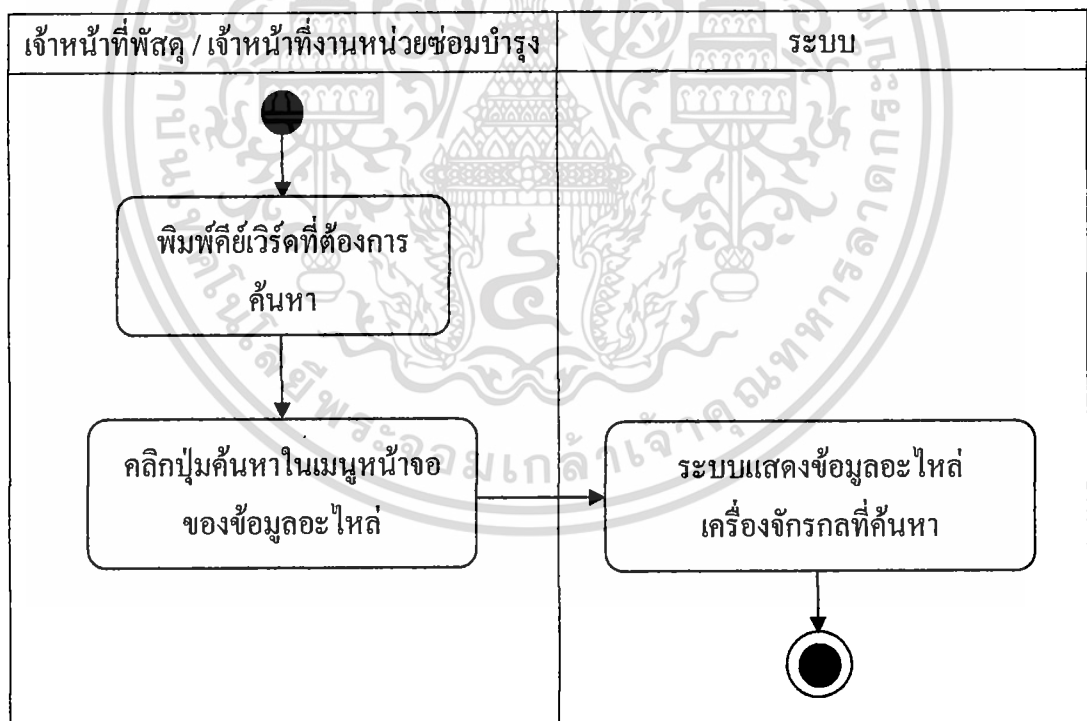 เจ้าหน้าที่พัสดุ / เจ้าหน้าที่งานหน่วยซ่อมบำรุง
ระบบ
พิมพ์คีย์เวิร์ดที่ต้องการ
ค้นหา
คลิกปุ่มค้นหาในเมนูหน้าจอ
ของข้อมูลอะไหล่
ระบบแสดงข้อมูลอะไหล่
เครื่องจักรกลที่ค้นหา